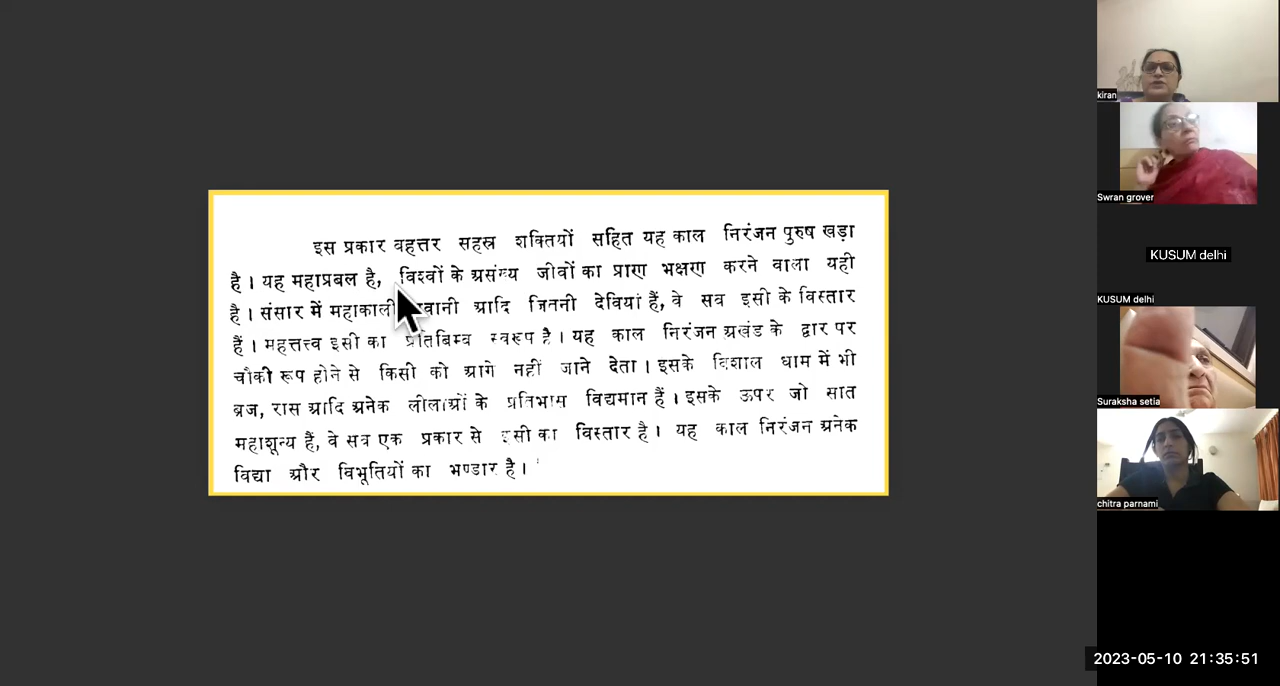 इस प्रकार बहत्तर सहस्र शक्तियों सहित यह काल निरंजन पुरुष खड़ा
है। यह महाप्रबल है, विश्वों के असंख्य जीवों का प्राण भक्षण करने वाला यही
है। संसार में महाकाली वानी आदि जितनी देवियां हैं, वे सब इसी के विस्तार
हैं। महत्तत्त्व इसी का प्रतिबिम्ब स्वरूप है। यह काल निरंजन अखंड के द्वार पर
चौकी रूप होने से किसी को आगे नहीं जाने देता। इसके विशाल धाम में भी
ब्रज, रास आदि अनेक लीलाओं के प्रतिभास विद्यमान हैं। इसके ऊपर जो सात
महाशून्य हैं, वे सब एक प्रकार से इसी का विस्तार है। यह काल निरंजन अनेक
विद्या और विभूतियों का भण्डार है।
kiran
Swran grover
KUSUM delhi
KUSUM delhi
Suraksha setia
chitra parnami
2023-05-10 21:35:51